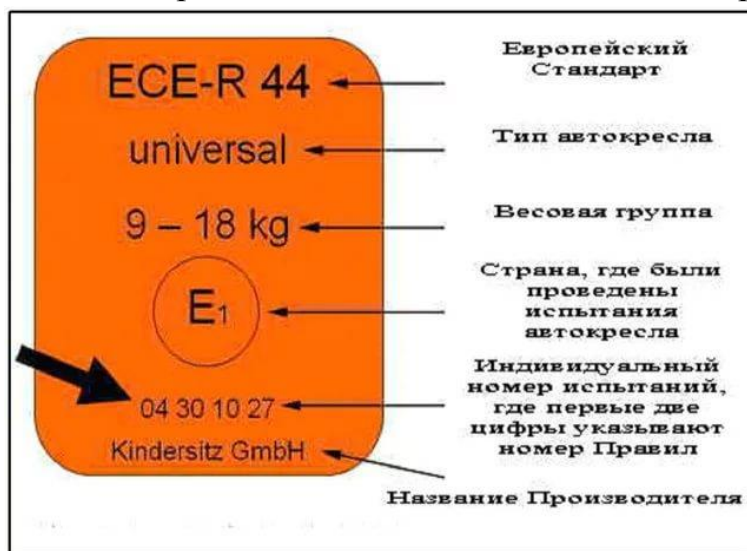 ECE-R 44
Европейский
Стандарт
universal
Тип автокресла
9 – 18 kg
Весовая группа
E1
Страна, где были
проведены
испытания
автокресла
04 30 10 27
Индивидуальный
номер испытаний,
где первые две
цифры указывают
номер Правил
Kindersitz GmbH
Название Производителя